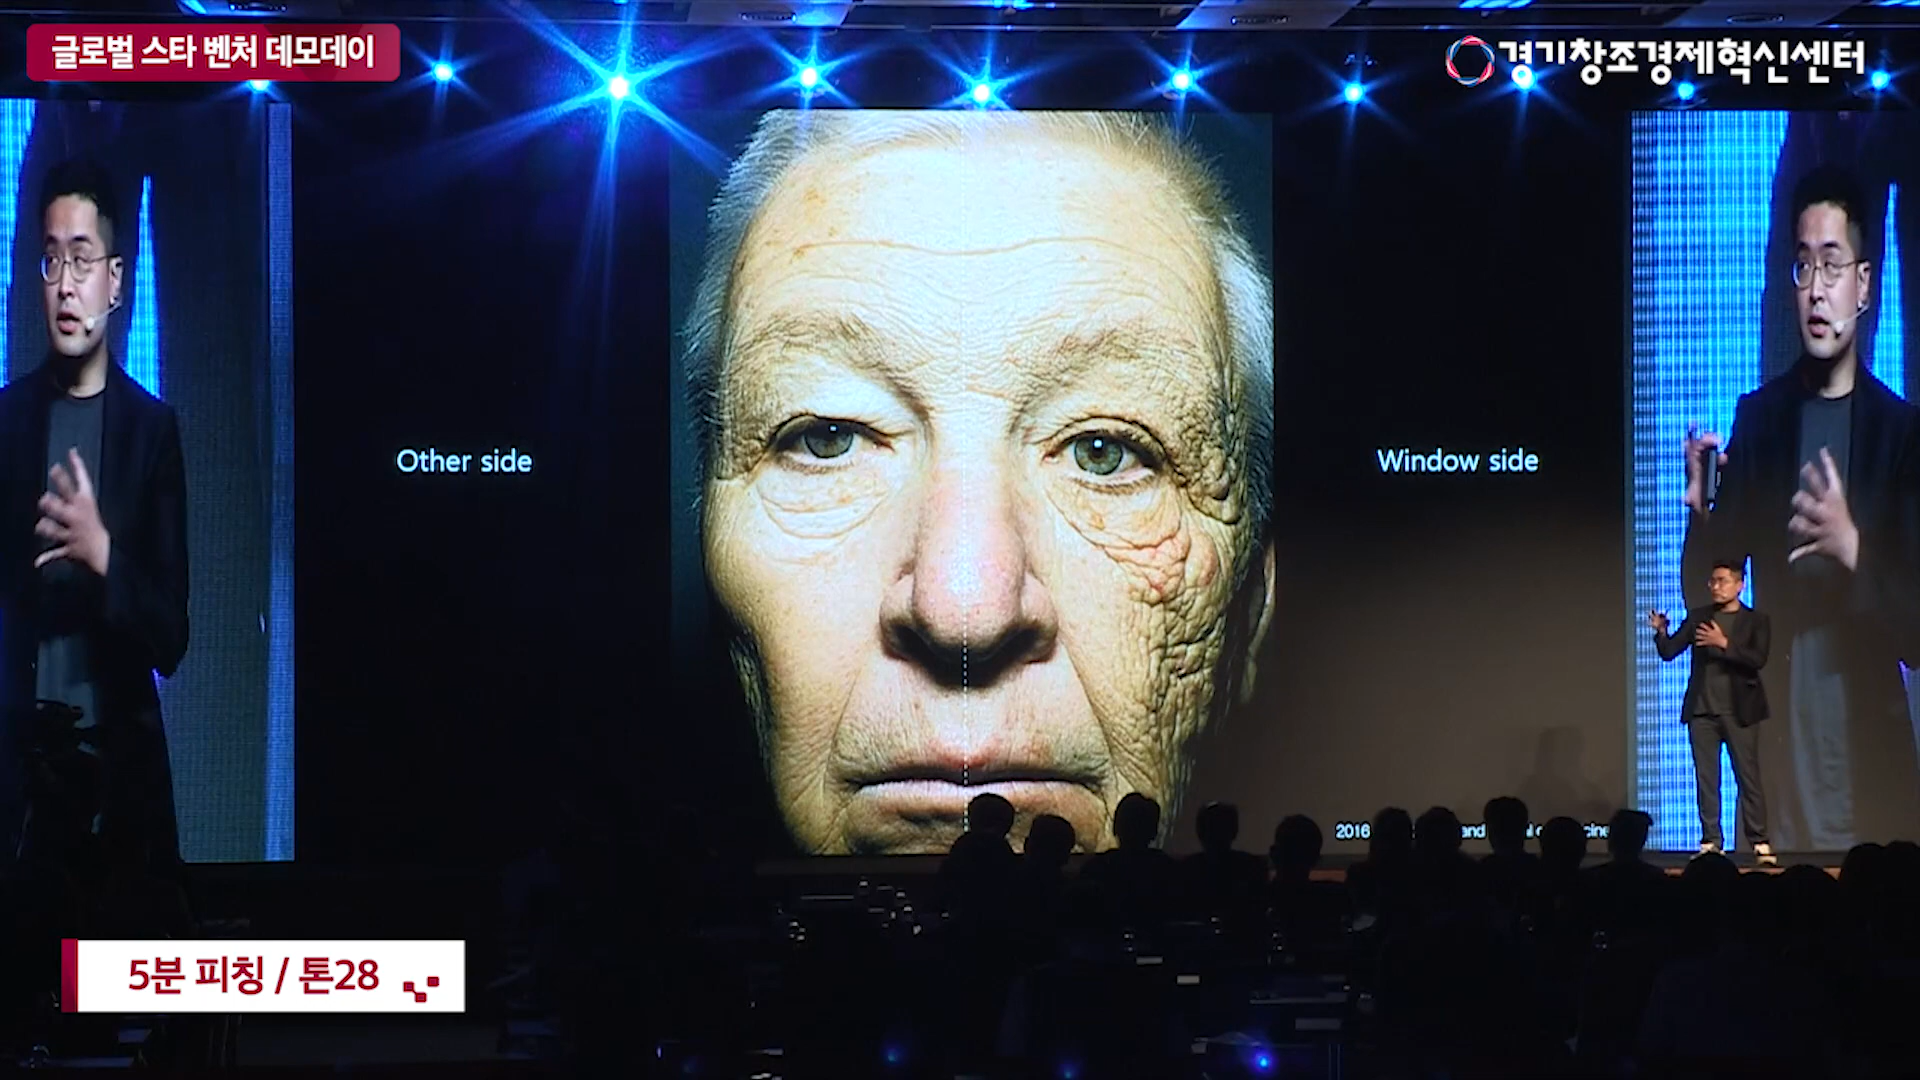 글로벌 스타 벤처 데모데이
경기창조경제혁신센터
Other side
Window side
2016
5분 피칭 / 톤28